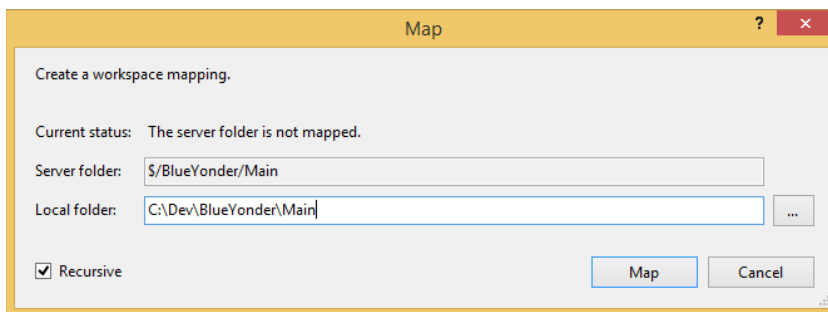 Map
?
Create a workspace mapping.
Current status: The server folder is not mapped.
Server folder: $/BlueYonder/Main
Local folder: C:\Dev\BlueYonder\Main
...
Recursive
Map
Cancel